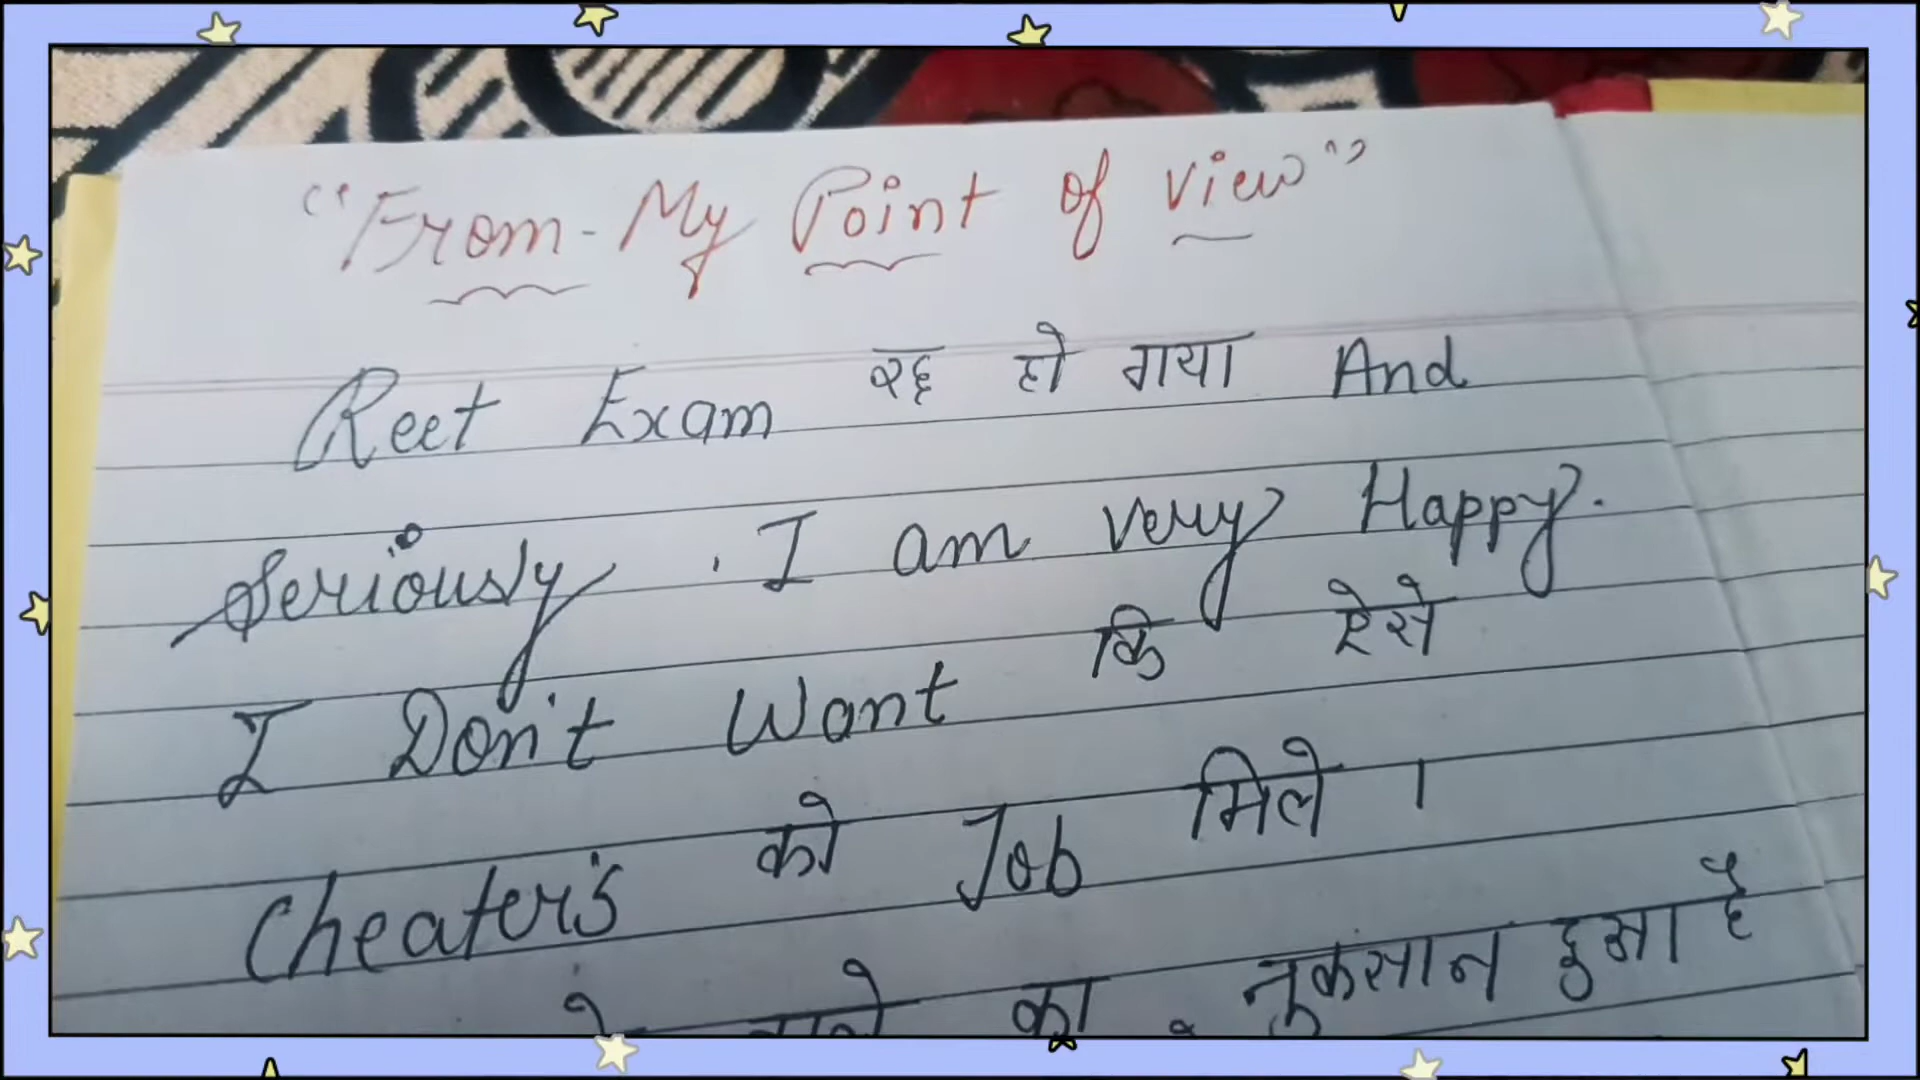 "From - My Point of view"
Reet Exam रद्द हो गया And
Seriously . I am very Happy.
I Don't Want कि ऐसे
Cheater's को Job मिले ।
का नुकसान हुआ है